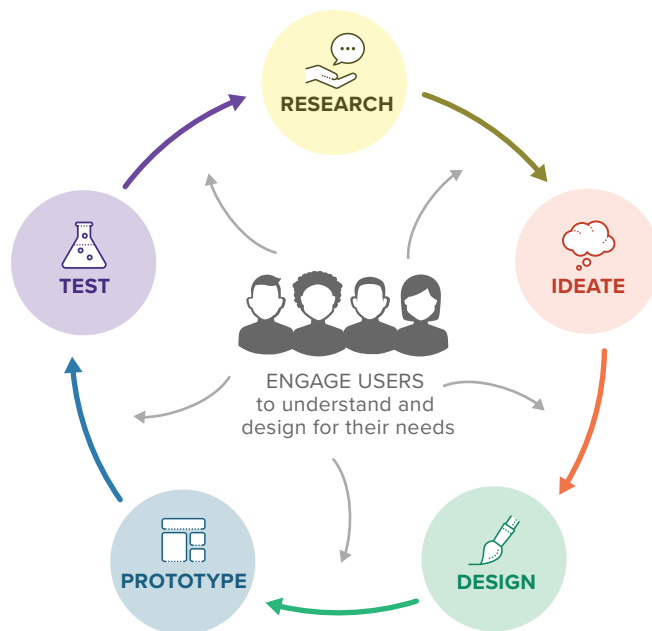 RESEARCH
IDEATE
DESIGN
PROTOTYPE
TEST
ENGAGE USERS
to understand and
design for their needs